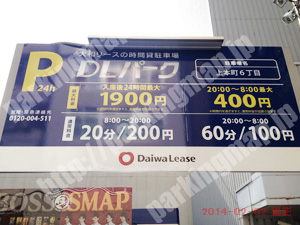 大和リースの時間貸駐車場
P
24h
DLパーク
駐車場名
上本町6丁目
入庫後24時間最大
1900円
20:00~8:00最大
400円
0120-004-511
8:00~20:00
20分/200円
20:00~8:00
60分/100円
Daiwa Lease
BOSS SMAP